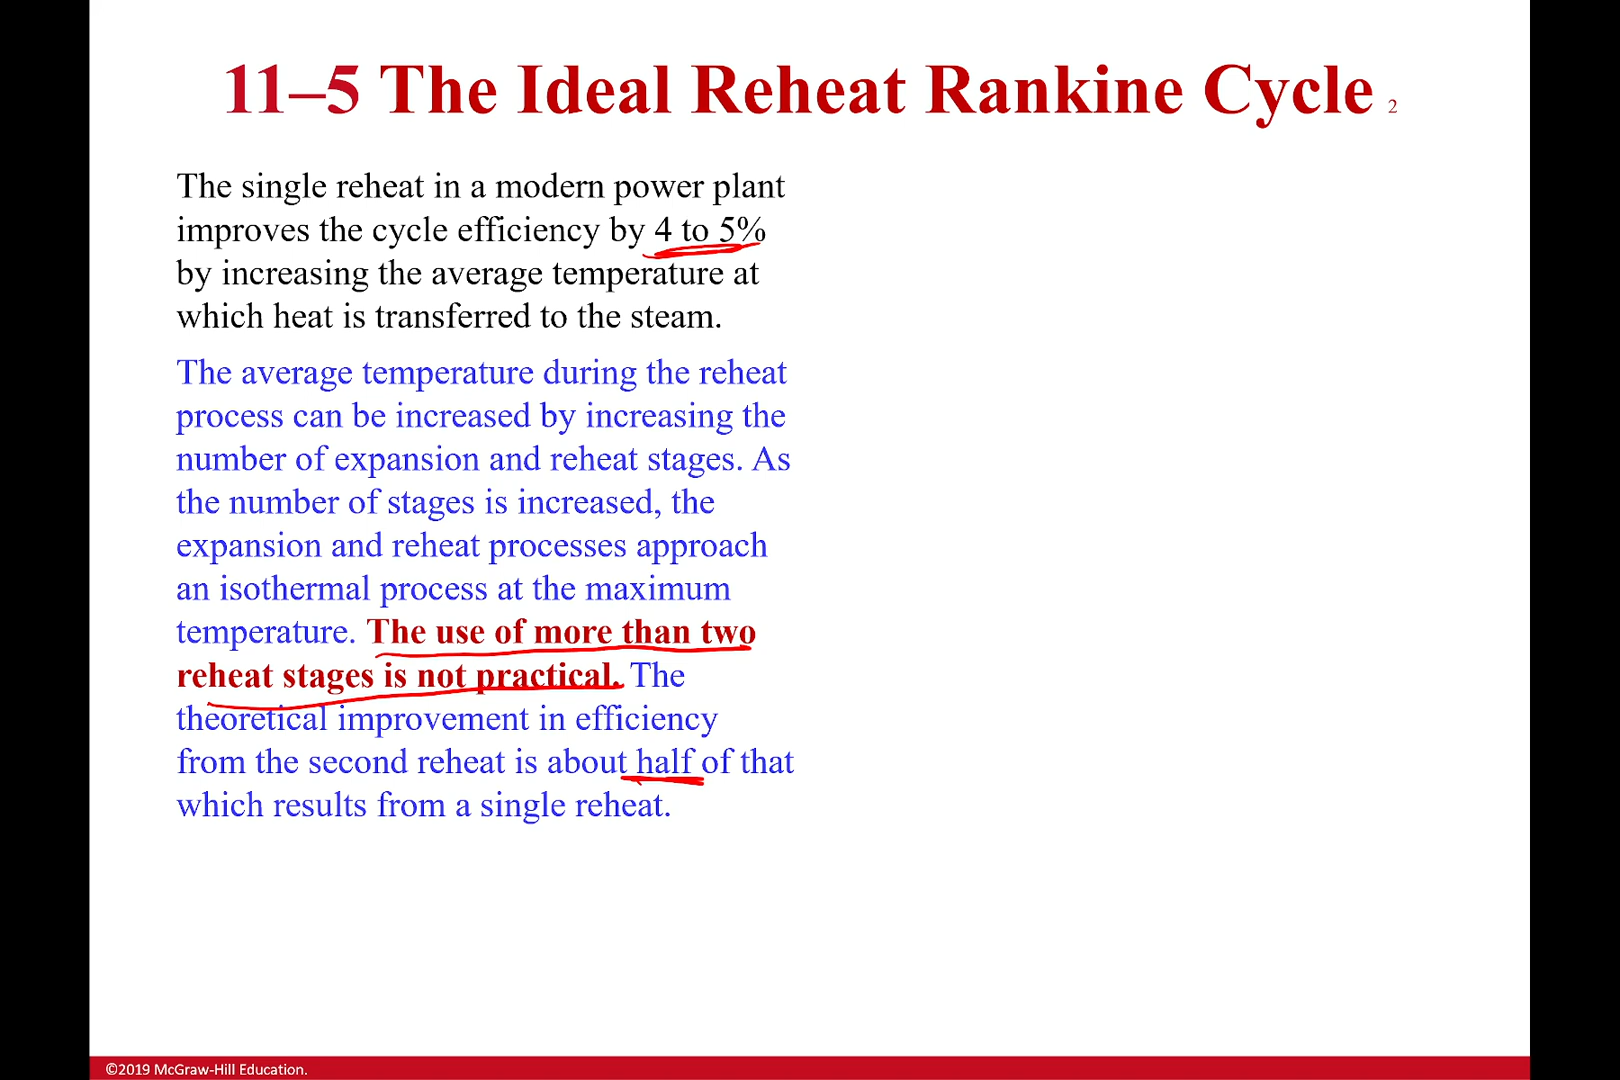 11–5 The Ideal Reheat Rankine Cycle 2
The single reheat in a modern power plant
improves the cycle efficiency by 4 to 5%
by increasing the average temperature at
which heat is transferred to the steam.
The average temperature during the reheat
process can be increased by increasing the
number of expansion and reheat stages. As
the number of stages is increased, the
expansion and reheat processes approach
an isothermal process at the maximum
temperature. The use of more than two
reheat stages is not practical. The
theoretical improvement in efficiency
from the second reheat is about half of that
which results from a single reheat.
©2019 McGraw-Hill Education.